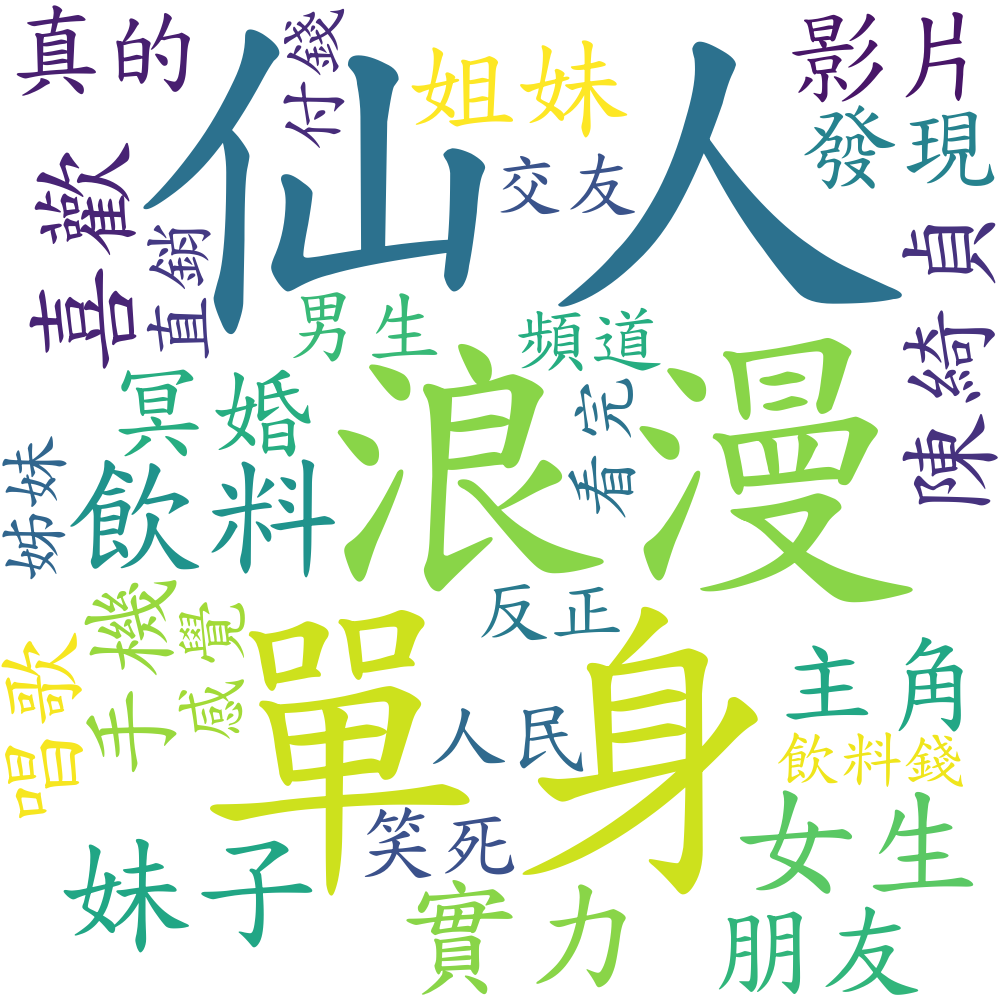 真的
付錢
仙人
姐妹
影片
發現
交友
喜歡
直銷
男生
頻道
陳綺貞
冥婚
浪漫
看完
飲料
姊妹
手機
感覺
反正
單身
唱歌
主角
人民
飲料錢
笑死
女生
妹子
實力
朋友